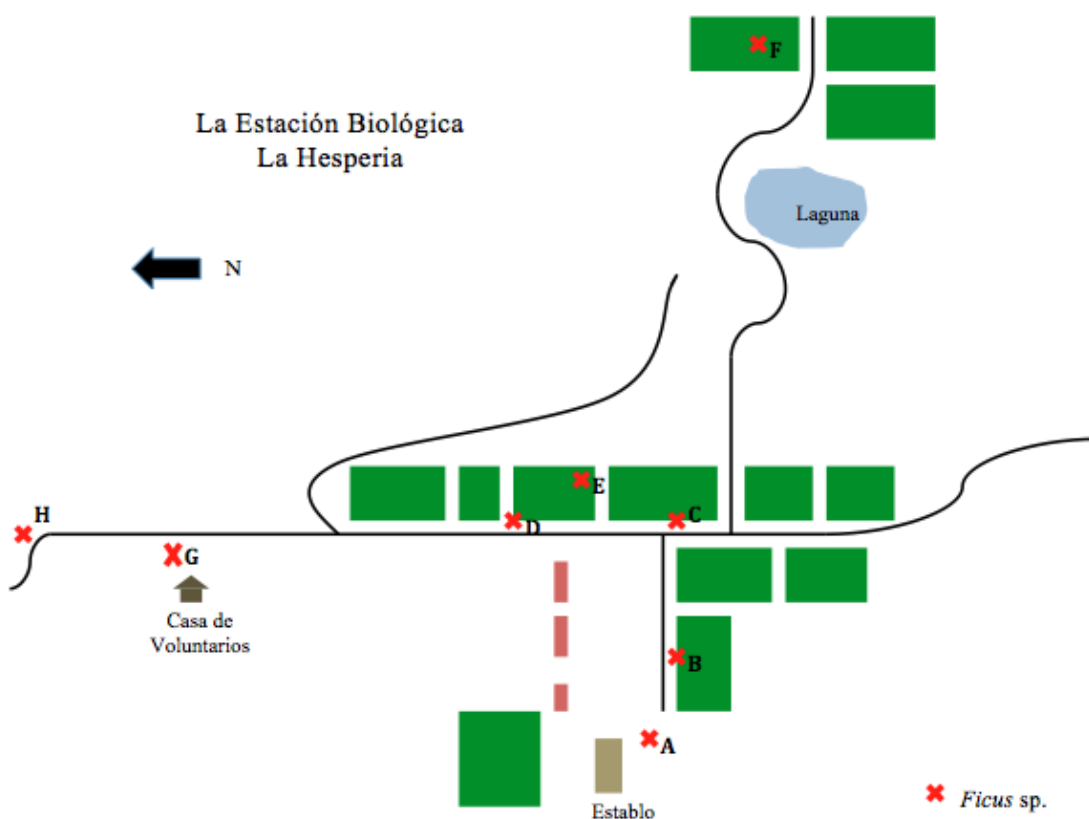 F
La Estación Biológica
La Hesperia
Laguna
N
E
H
D
C
G
Casa de
Voluntarios
B
A
Establo
Ficus sp.